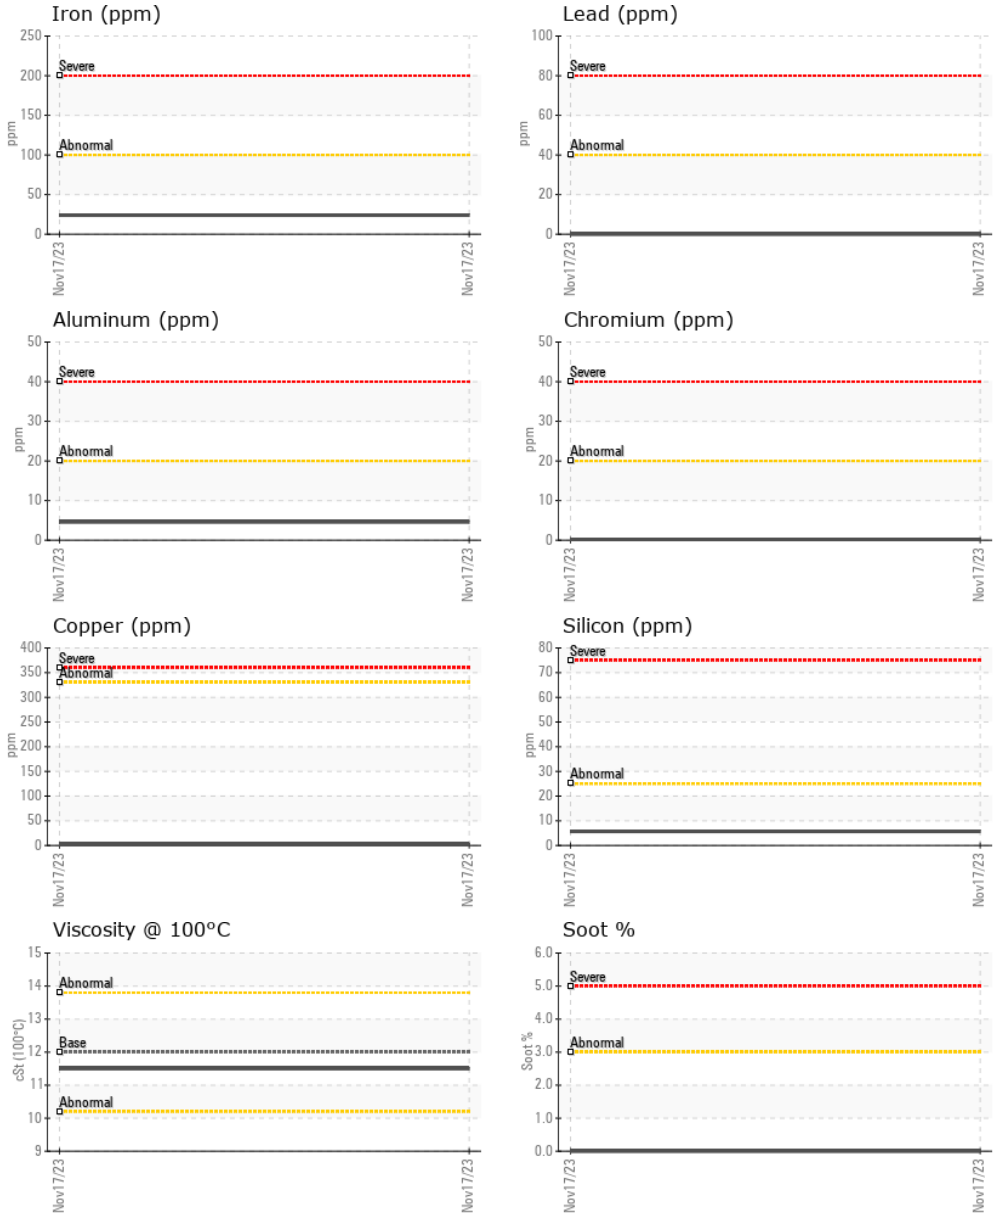 Iron (ppm)
250
200
150
100
50
0
ppm
Severe
Abnormal
Nov17/23
Nov17/23
Lead (ppm)
100
80
60
40
20
0
ppm
Severe
Abnormal
Nov17/23
Nov17/23
Aluminum (ppm)
50
40
30
20
10
0
ppm
Severe
Abnormal
Nov17/23
Nov17/23
Chromium (ppm)
50
40
30
20
10
0
ppm
Severe
Abnormal
Nov17/23
Nov17/23
Copper (ppm)
400
350
300
250
200
150
100
50
0
ppm
Severe
Abnormal
Nov17/23
Nov17/23
Silicon (ppm)
80
70
60
50
40
30
20
10
0
ppm
Severe
Abnormal
Nov17/23
Nov17/23
Viscosity @ 100°C
15
14
13
12
11
10
9
cSt (100°C)
Abnormal
Base
Abnormal
Nov17/23
Nov17/23
Soot %
6.0
5.0
4.0
3.0
2.0
1.0
0.0
Soot %
Severe
Abnormal
Nov17/23
Nov17/23